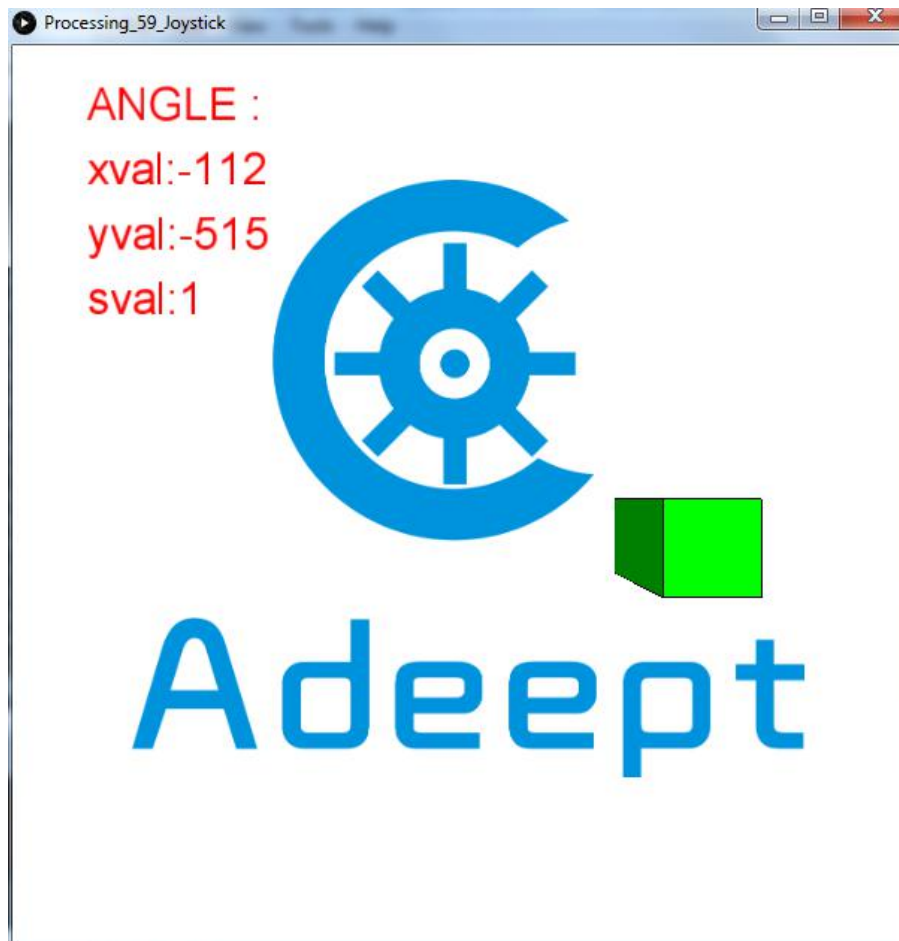 Processing_59_Joystick
ANGLE :
xval:-112
yval:-515
sval:1
Adeept